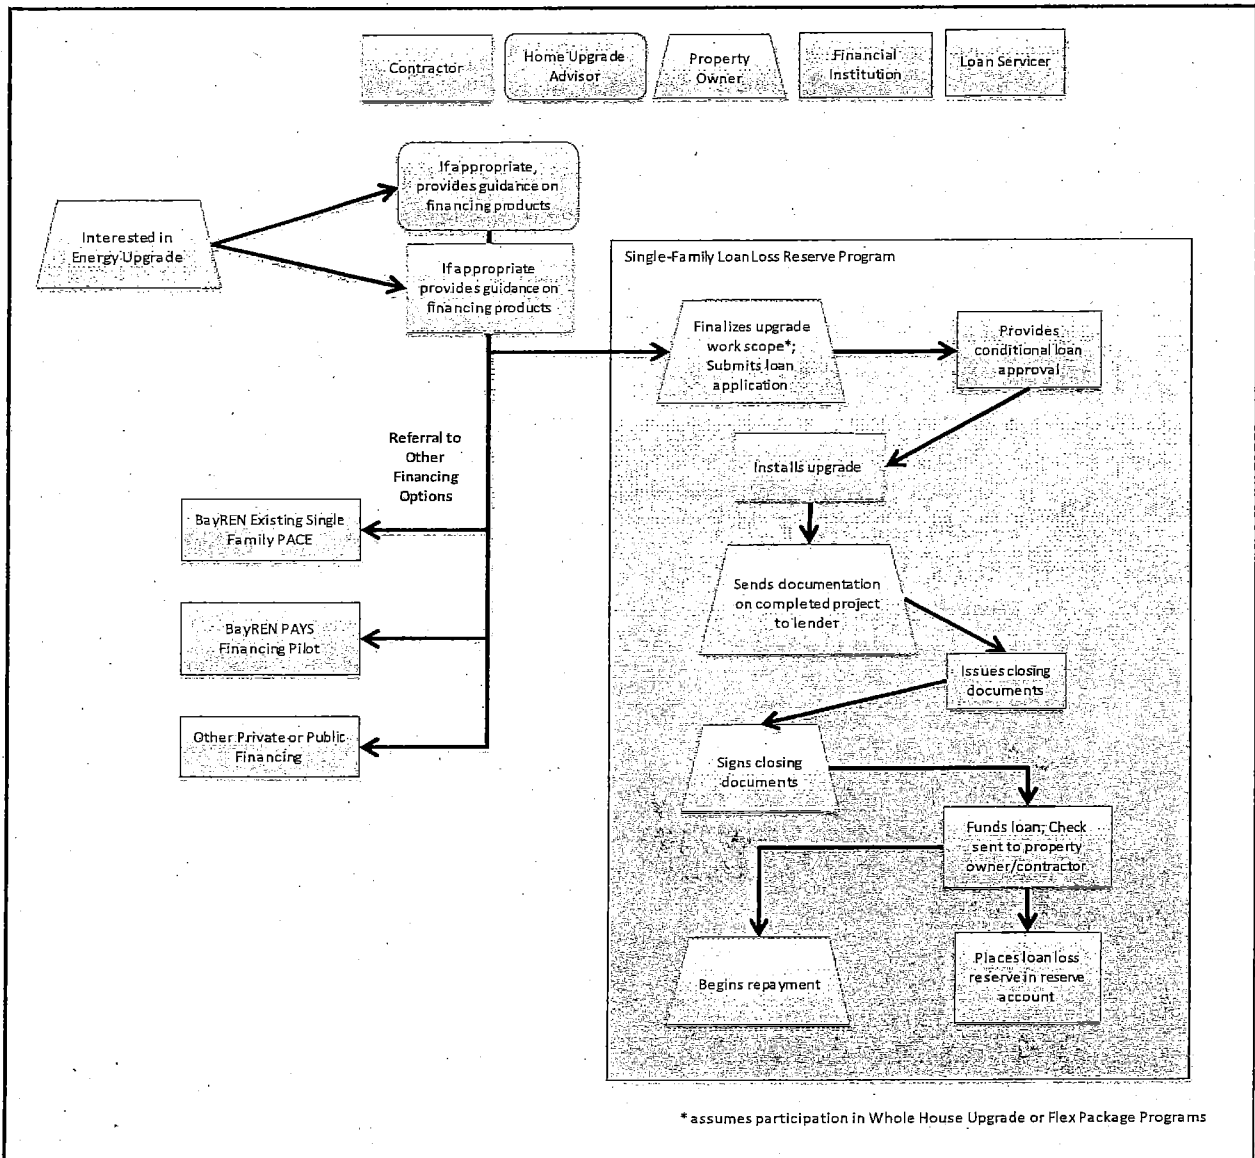 Contractor
Home Upgrade
Advisor
Property
Owner
Financial
Institution
Loan Servicer
If appropriate,
provides guidance on
financing products
Interested in
Energy Upgrade
If appropriate
provides guidance on
financing products
Single-Family Loan Loss Reserve Program
Finalizes upgrade
work scope*;
Submits loan
application
Provides
conditional loan
approval
Referral to
Other
Financing
Options
Installs upgrade
BayREN Existing Single
Family PACE
Sends documentation
on completed project
to lender
BayREN PAYS
Financing Pilot
Issues closing
documents
Other Private or Public
Financing
Signs closing
documents
Funds loan; Check
sent to property
owner/contractor
Begins repayment
Places loan loss
reserve in reserve
account
* assumes participation in Whole House Upgrade or Flex Package Programs